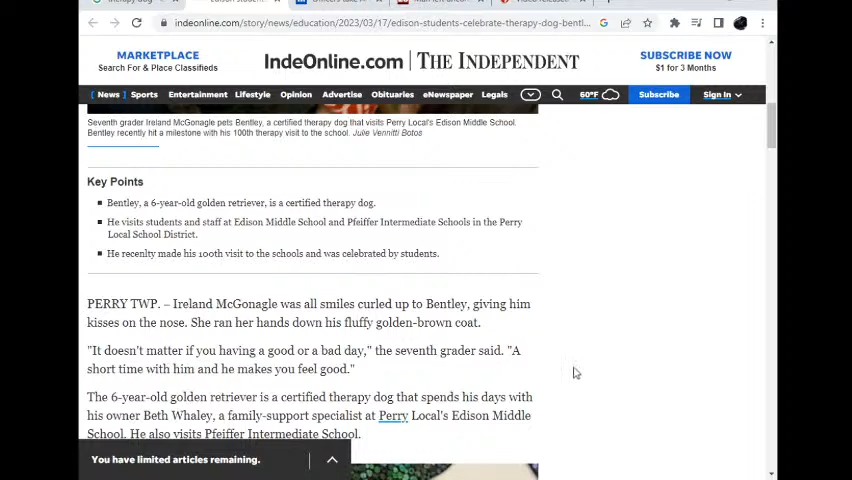 indeonline.com/story/news/education/2023/03/17/edison-students-celebrate-therapy-dog-bentl...
MARKETPLACE
Search For & Place Classifieds
IndeOnline.com | THE INDEPENDENT
SUBSCRIBE NOW
$1 for 3 Months
[ News ] Sports Entertainment Lifestyle Opinion Advertise Obituaries eNewspaper Legals 60°F Subscribe Sign In
Seventh grader Ireland McGonagle pets Bentley, a certified therapy dog that visits Perry Local's Edison Middle School.
Bentley recently hit a milestone with his 100th therapy visit to the school. Julie Vennitti Botos
Key Points
Bentley, a 6-year-old golden retriever, is a certified therapy dog.
He visits students and staff at Edison Middle School and Pfeiffer Intermediate Schools in the Perry
Local School District.
He recenlty made his 100th visit to the schools and was celebrated by students.
PERRY TWP. – Ireland McGonagle was all smiles curled up to Bentley, giving him
kisses on the nose. She ran her hands down his fluffy golden-brown coat.
"It doesn't matter if you having a good or a bad day," the seventh grader said. "A
short time with him and he makes you feel good."
The 6-year-old golden retriever is a certified therapy dog that spends his days with
his owner Beth Whaley, a family-support specialist at Perry Local's Edison Middle
School. He also visits Pfeiffer Intermediate School.
You have limited articles remaining.